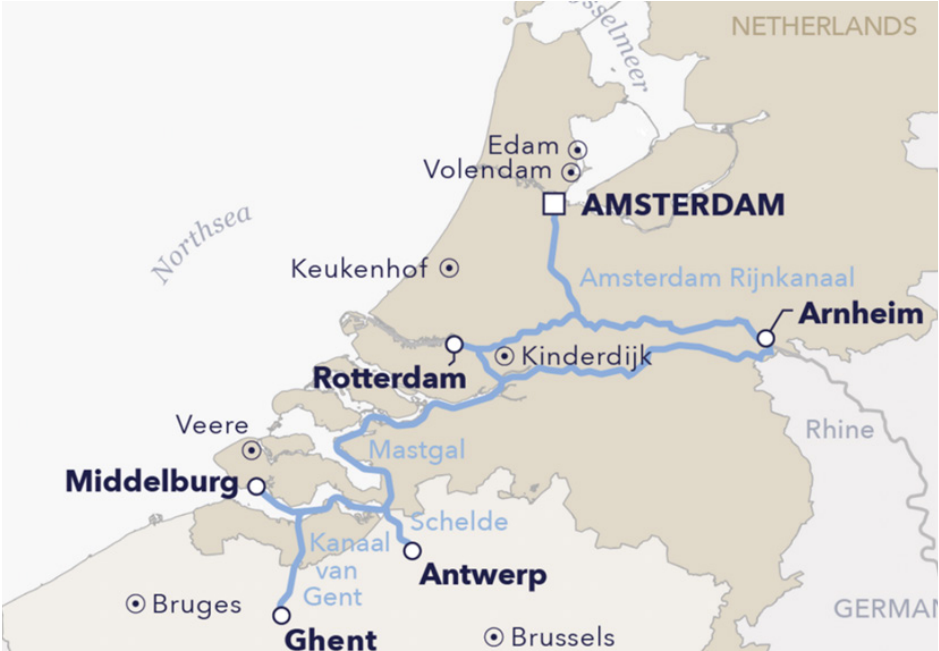 Ijsselmeer
NETHERLANDS
Edam
Volendam
AMSTERDAM
Northsea
Keukenhof
Amsterdam Rijnkanaal
Arnheim
Kinderdijk
Rotterdam
Veere
Mastgal
Rhine
Middelburg
Schelde
Kanaal
van
Gent
Antwerp
Bruges
GERMAN
Ghent
Brussels